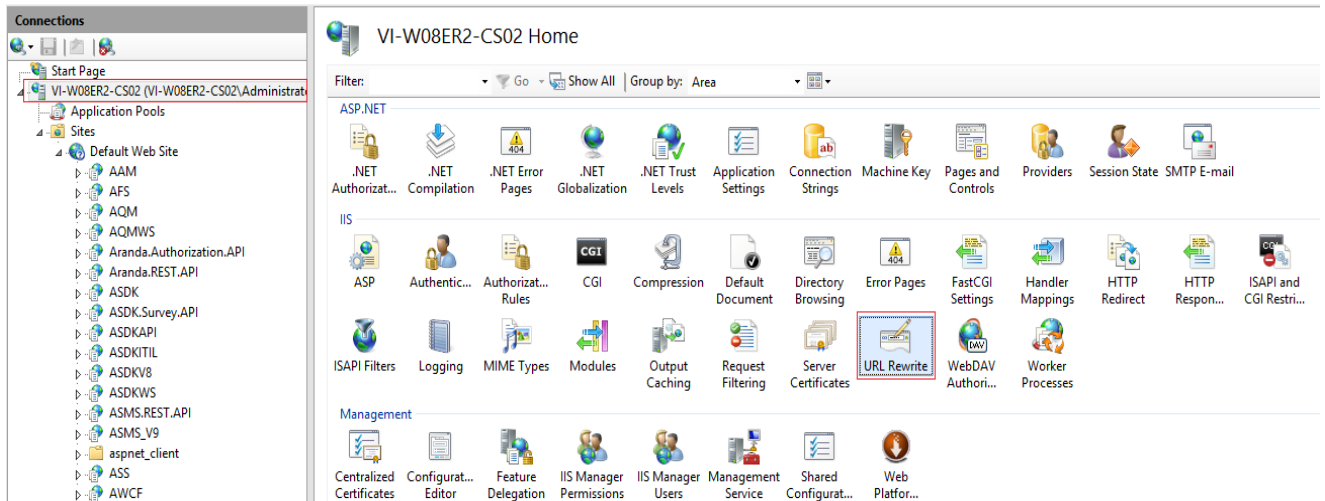 Connections
Start Page
VI-W08ER2-CS02 (VI-W08ER2-CS02\Administrato
Application Pools
Sites
Default Web Site
AAM
AFS
AQM
AQMWS
Aranda.Authorization.API
Aranda.REST.API
ASDK
ASDK.Survey.API
ASDKAPI
ASDKITIL
ASDKV8
ASDKWS
ASMS.REST.API
ASMS_V9
aspnet_client
ASS
AWCF
VI-W08ER2-CS02 Home
Filter: Go Show All Group by: Area
ASP.NET
.NET Authorizat...
.NET Compilation
.NET Error Pages
404
.NET Globalization
.NET Trust Levels
Application Settings
Connection Strings
ab
Machine Key
Pages and Controls
Providers
Session State
SMTP E-mail
IIS
ASP
Authentic...
Authorizat... Rules
CGI
CGI
Compression
Default Document
Directory Browsing
404
Error Pages
FastCGI Settings
Handler Mappings
HTTP Redirect
HTTP Respon...
CGI
ISAPI and CGI Restri...
ISAPI Filters
Logging
MIME Types
Modules
Output Caching
Request Filtering
Server Certificates
URL Rewrite
DAV
WebDAV Authori...
Worker Processes
Management
Centralized Certificates
Configurat... Editor
Feature Delegation
IIS Manager Permissions
IIS Manager Users
Management Service
Shared Configurat...
Web Platfor...